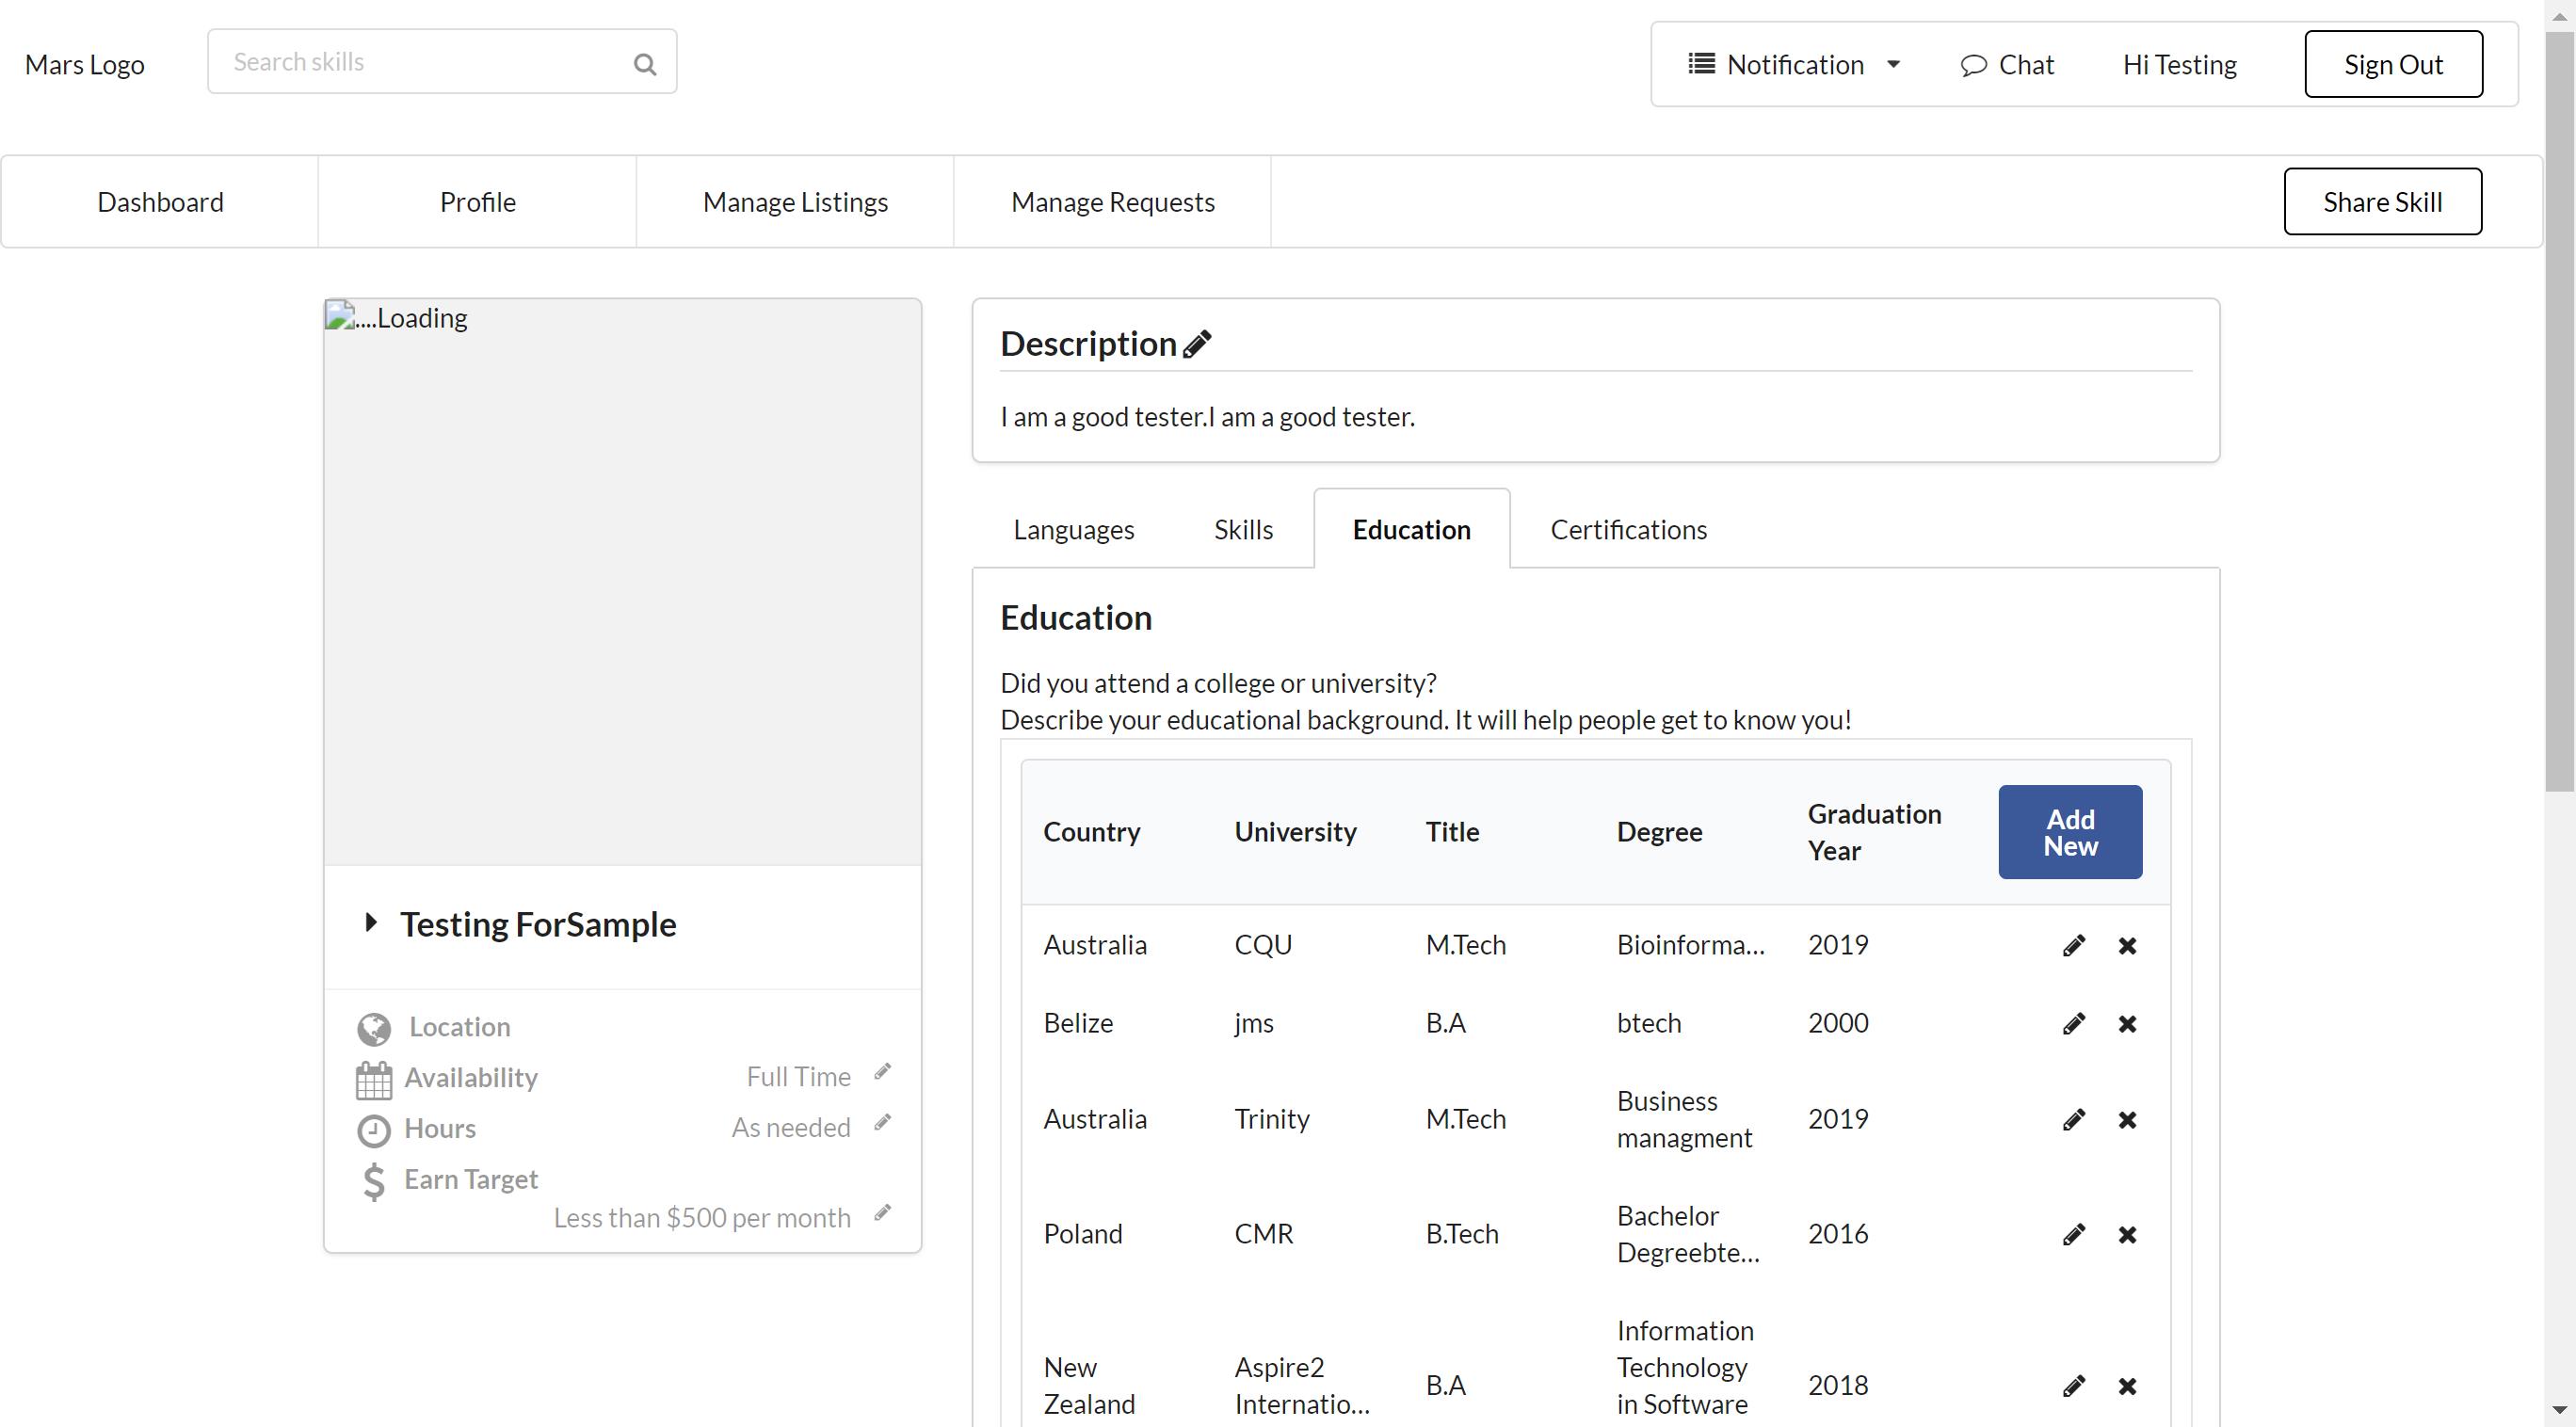 Mars Logo
Search skills
Notification
Chat
Hi Testing
Sign Out
Dashboard
Profile
Manage Listings
Manage Requests
Share Skill
....Loading
Testing ForSample
Location
Availability
Full Time
Hours
As needed
Earn Target
Less than $500 per month
Description
I am a good tester.I am a good tester.
Languages
Skills
Education
Certifications
Education
Did you attend a college or university?
Describe your educational background. It will help people get to know you!
Country
University
Title
Degree
Graduation
Year
Add
New
Australia
CQU
M.Tech
Bioinforma...
2019
Belize
jms
B.A
btech
2000
Australia
Trinity
M.Tech
Business
managment
2019
Poland
CMR
B.Tech
Bachelor
Degreebte...
2016
New
Zealand
Aspire2
Internatio...
B.A
Information
Technology
in Software
2018